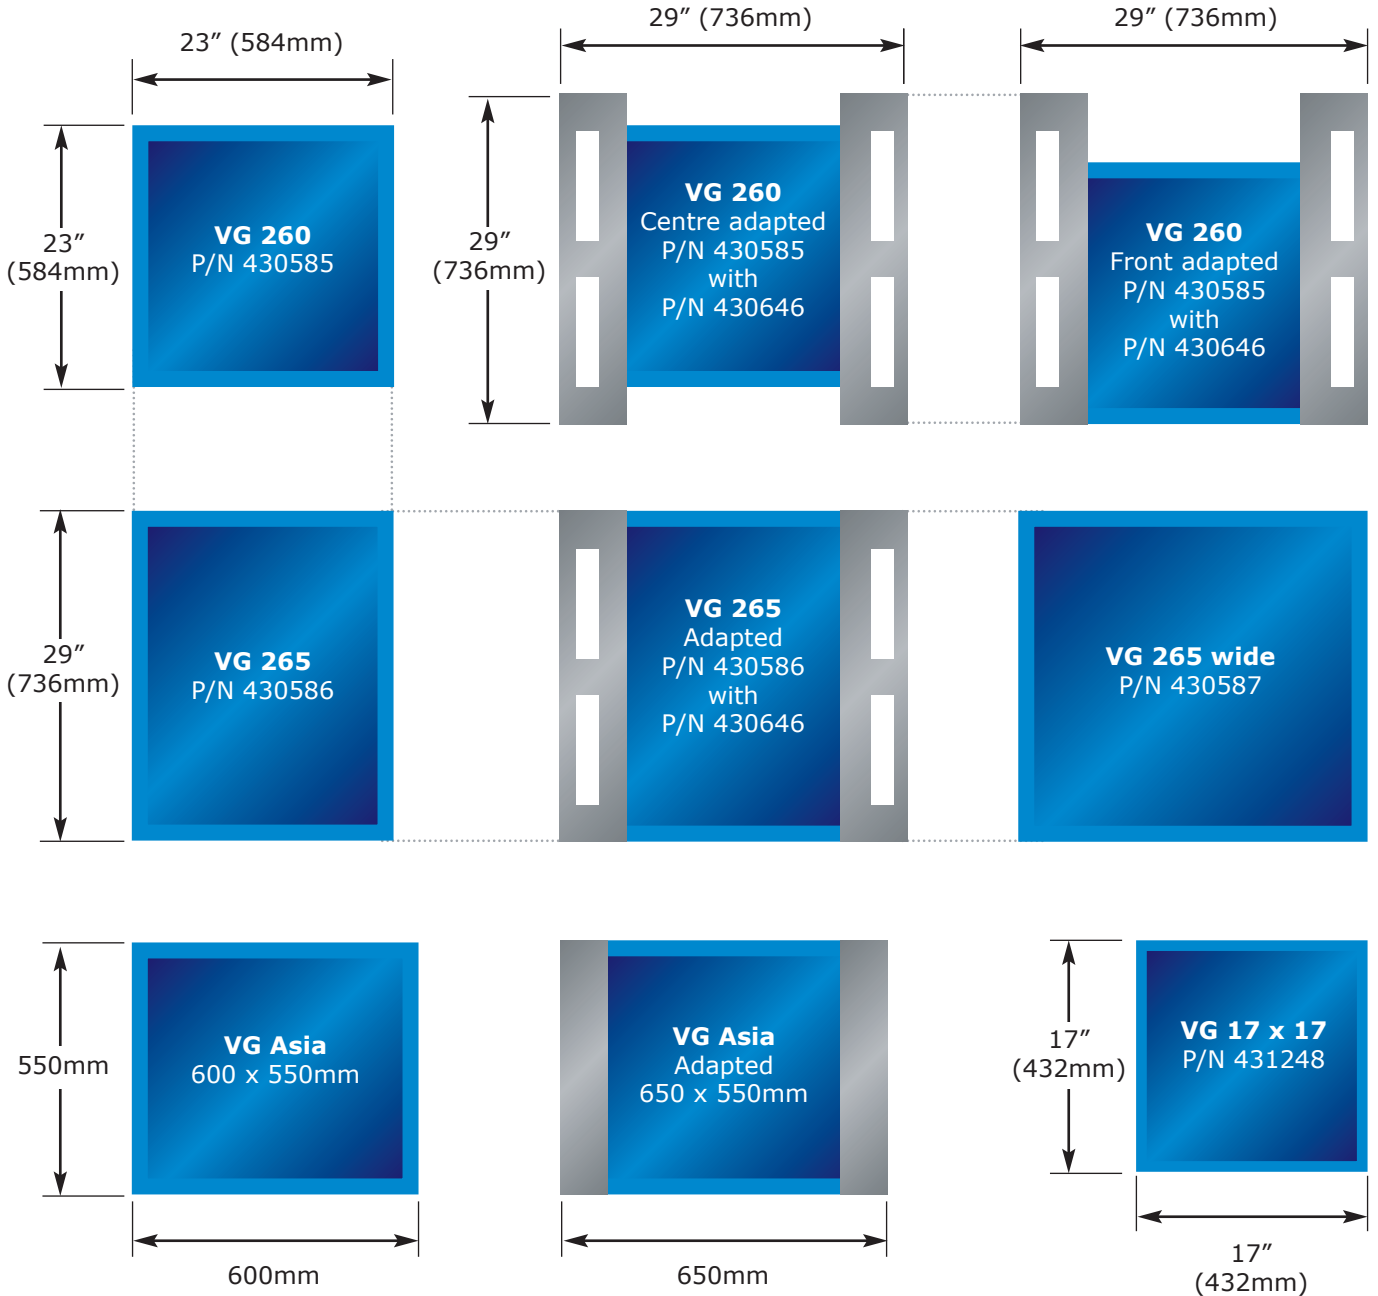 23” (584mm)
29” (736mm)
29” (736mm)
23”
(584mm)
VG 260
P/N 430585
29”
(736mm)
VG 260
Centre adapted
P/N 430585
with
P/N 430646
VG 260
Front adapted
P/N 430585
with
P/N 430646
29”
(736mm)
VG 265
P/N 430586
VG 265
Adapted
P/N 430586
with
P/N 430646
VG 265 wide
P/N 430587
550mm
VG Asia
600 x 550mm
600mm
VG Asia
Adapted
650 x 550mm
650mm
17”
(432mm)
VG 17 x 17
P/N 431248
17”
(432mm)